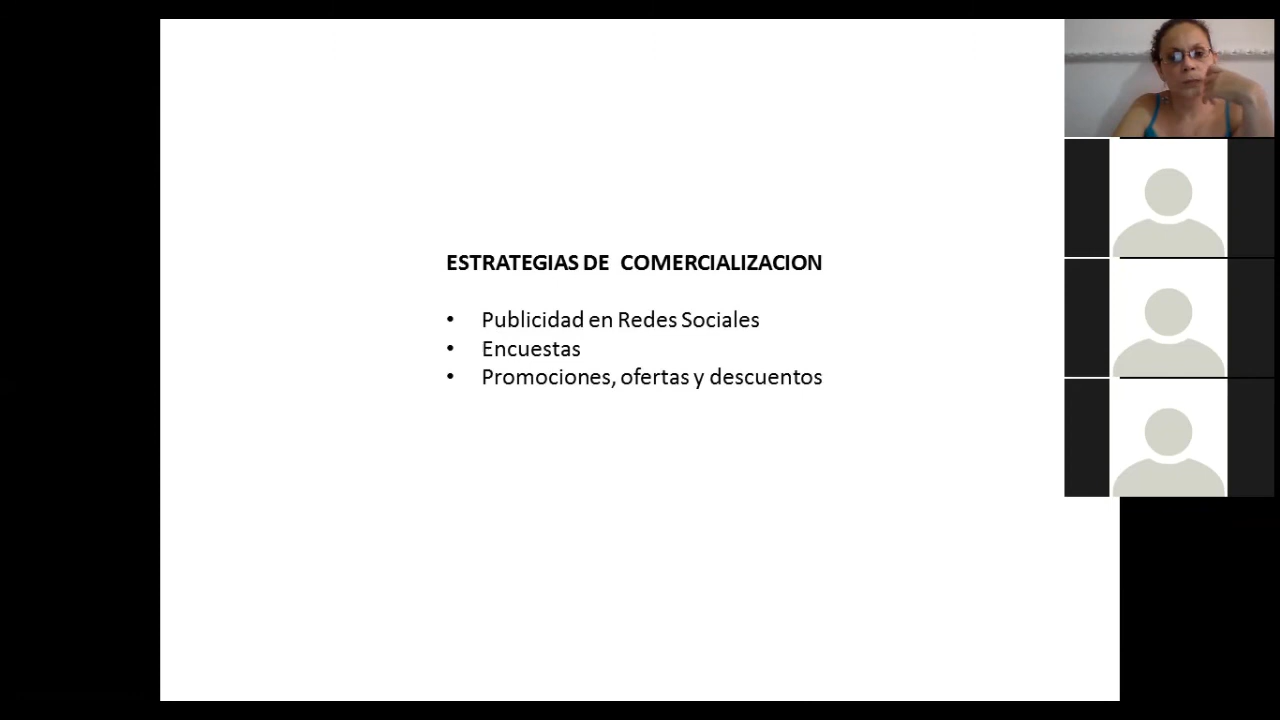 ESTRATEGIAS DE COMERCIALIZACION
• Publicidad en Redes Sociales
• Encuestas
• Promociones, ofertas y descuentos